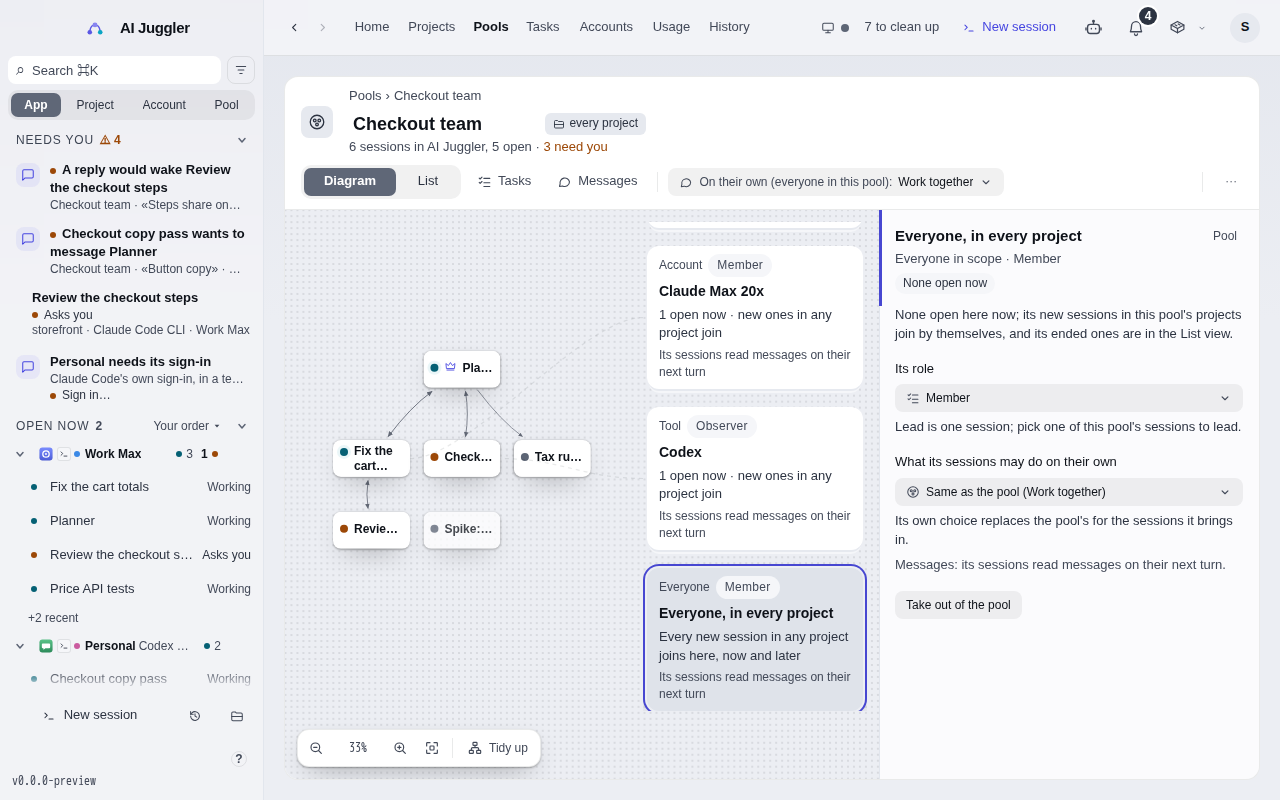 AI Juggler
Search ⌘K
App Project Account Pool
NEEDS YOU 4
A reply would wake Review the checkout steps
Checkout team · «Steps share on…
Checkout copy pass wants to message Planner
Checkout team · «Button copy» · …
Review the checkout steps
Asks you
storefront · Claude Code CLI · Work Max
Personal needs its sign-in
Claude Code's own sign-in, in a te…
Sign in…
OPEN NOW 2 Your order
Work Max 3 1
Fix the cart totals Working
Planner Working
Review the checkout s… Asks you
Price API tests Working
+2 recent
Personal Codex … 2
Checkout copy pass Working
New session
?
v0.0.0-preview
Home Projects Pools Tasks Accounts Usage History
7 to clean up
New session
4
S
Pools › Checkout team
Checkout team every project
6 sessions in AI Juggler, 5 open · 3 need you
Diagram List Tasks Messages
On their own (everyone in this pool): Work together
Pla…
Fix the cart…
Check…
Tax ru…
Revie…
Spike:…
Account Member
Claude Max 20x
1 open now · new ones in any project join
Its sessions read messages on their next turn
Tool Observer
Codex
1 open now · new ones in any project join
Its sessions read messages on their next turn
Everyone Member
Everyone, in every project
Every new session in any project joins here, now and later
Its sessions read messages on their next turn
33%
Tidy up
Everyone, in every project Pool
Everyone in scope · Member
None open now
None open here now; its new sessions in this pool's projects join by themselves, and its ended ones are in the List view.
Its role
Member
Lead is one session; pick one of this pool's sessions to lead.
What its sessions may do on their own
Same as the pool (Work together)
Its own choice replaces the pool's for the sessions it brings in.
Messages: its sessions read messages on their next turn.
Take out of the pool